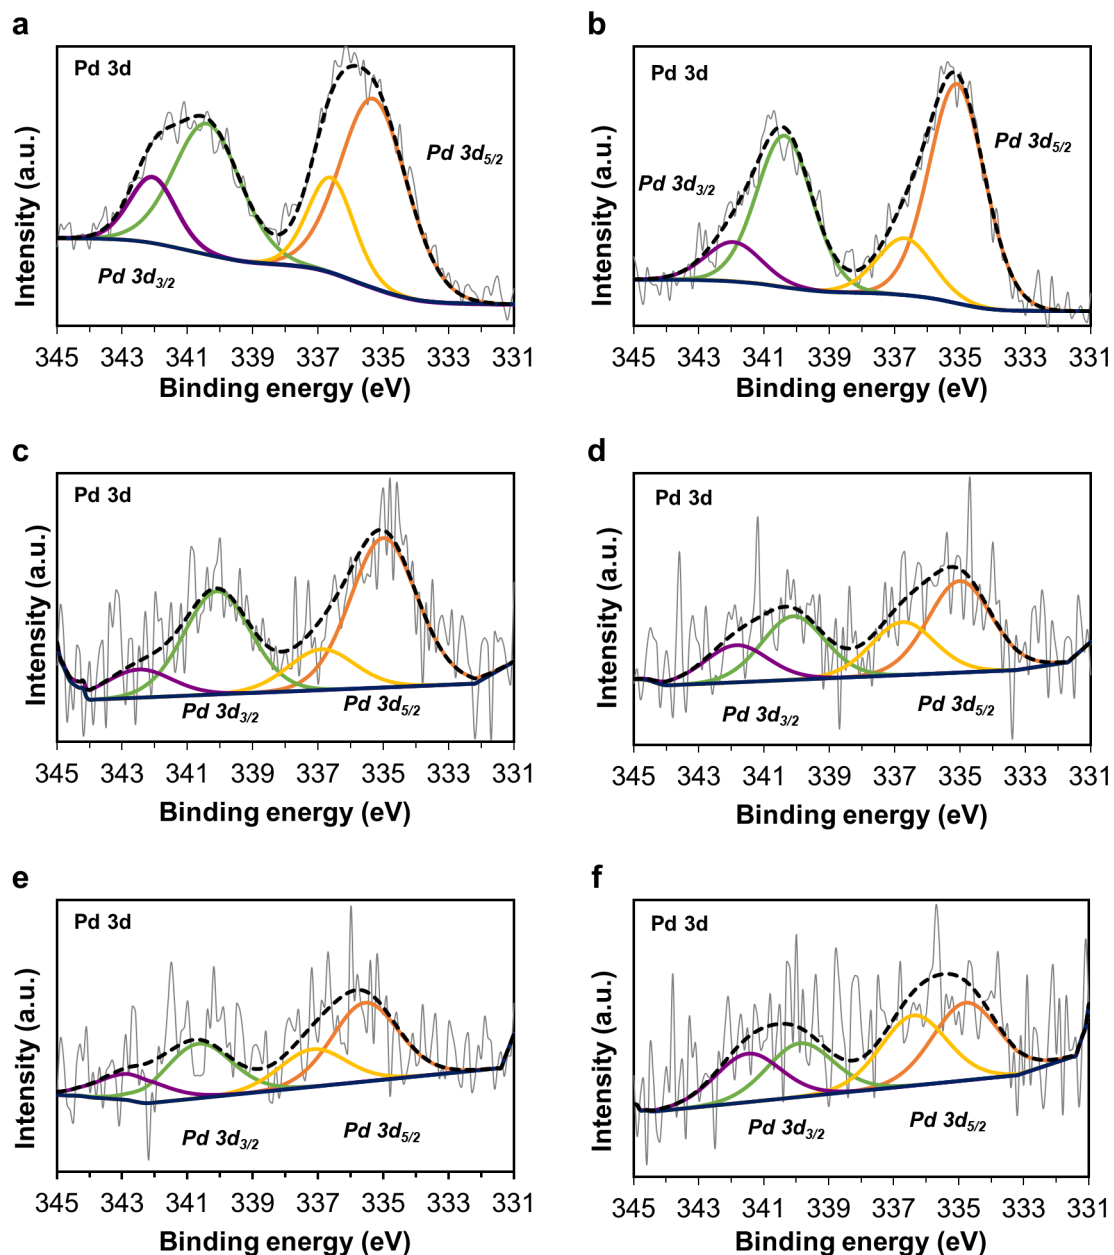 a
Pd 3d
Pd 3d5/2
Pd 3d3/2
Intensity (a.u.)
345 343 341 339 337 335 333 331
Binding energy (eV)
b
Pd 3d
Pd 3d5/2
Pd 3d3/2
Intensity (a.u.)
345 343 341 339 337 335 333 331
Binding energy (eV)
c
Pd 3d
Pd 3d3/2
Pd 3d5/2
Intensity (a.u.)
345 343 341 339 337 335 333 331
Binding energy (eV)
d
Pd 3d
Pd 3d3/2
Pd 3d5/2
Intensity (a.u.)
345 343 341 339 337 335 333 331
Binding energy (eV)
e
Pd 3d
Pd 3d3/2
Pd 3d5/2
Intensity (a.u.)
345 343 341 339 337 335 333 331
Binding energy (eV)
f
Pd 3d
Pd 3d3/2
Pd 3d5/2
Intensity (a.u.)
345 343 341 339 337 335 333 331
Binding energy (eV)